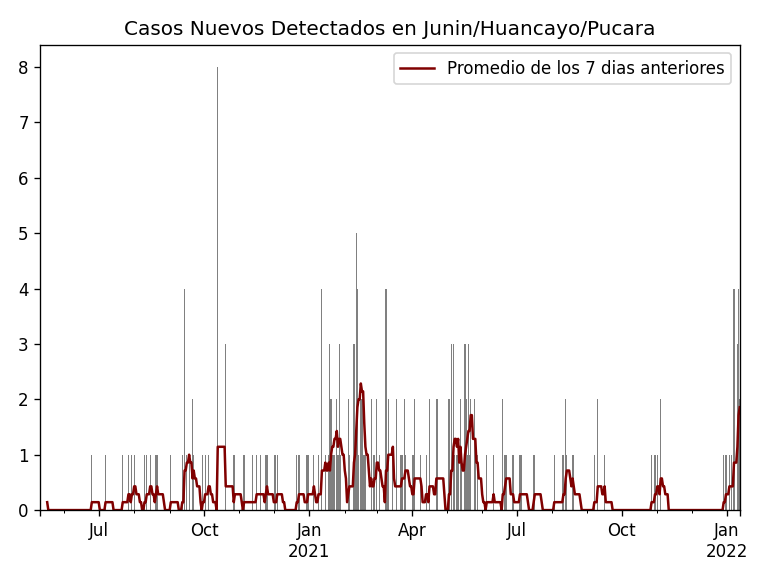 Casos Nuevos Detectados en Junin/Huancayo/Pucara
Promedio de los 7 dias anteriores
8
7
6
5
4
3
2
1
0
Jul
Oct
Jan
2021
Apr
Jul
Oct
Jan
2022